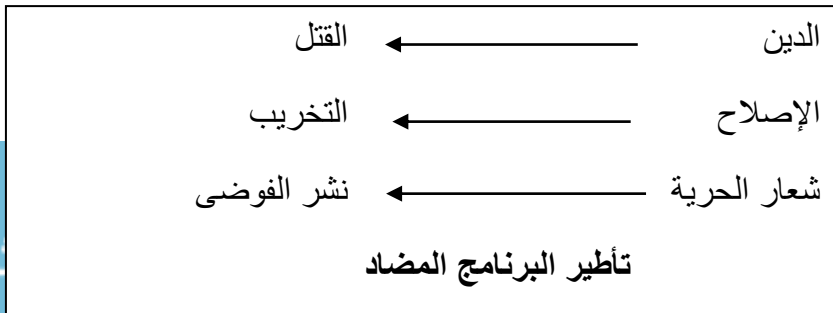 الدين القتل
الإصلاح التخريب
شعار الحرية نشر الفوضى
تأطير البرنامج المضاد